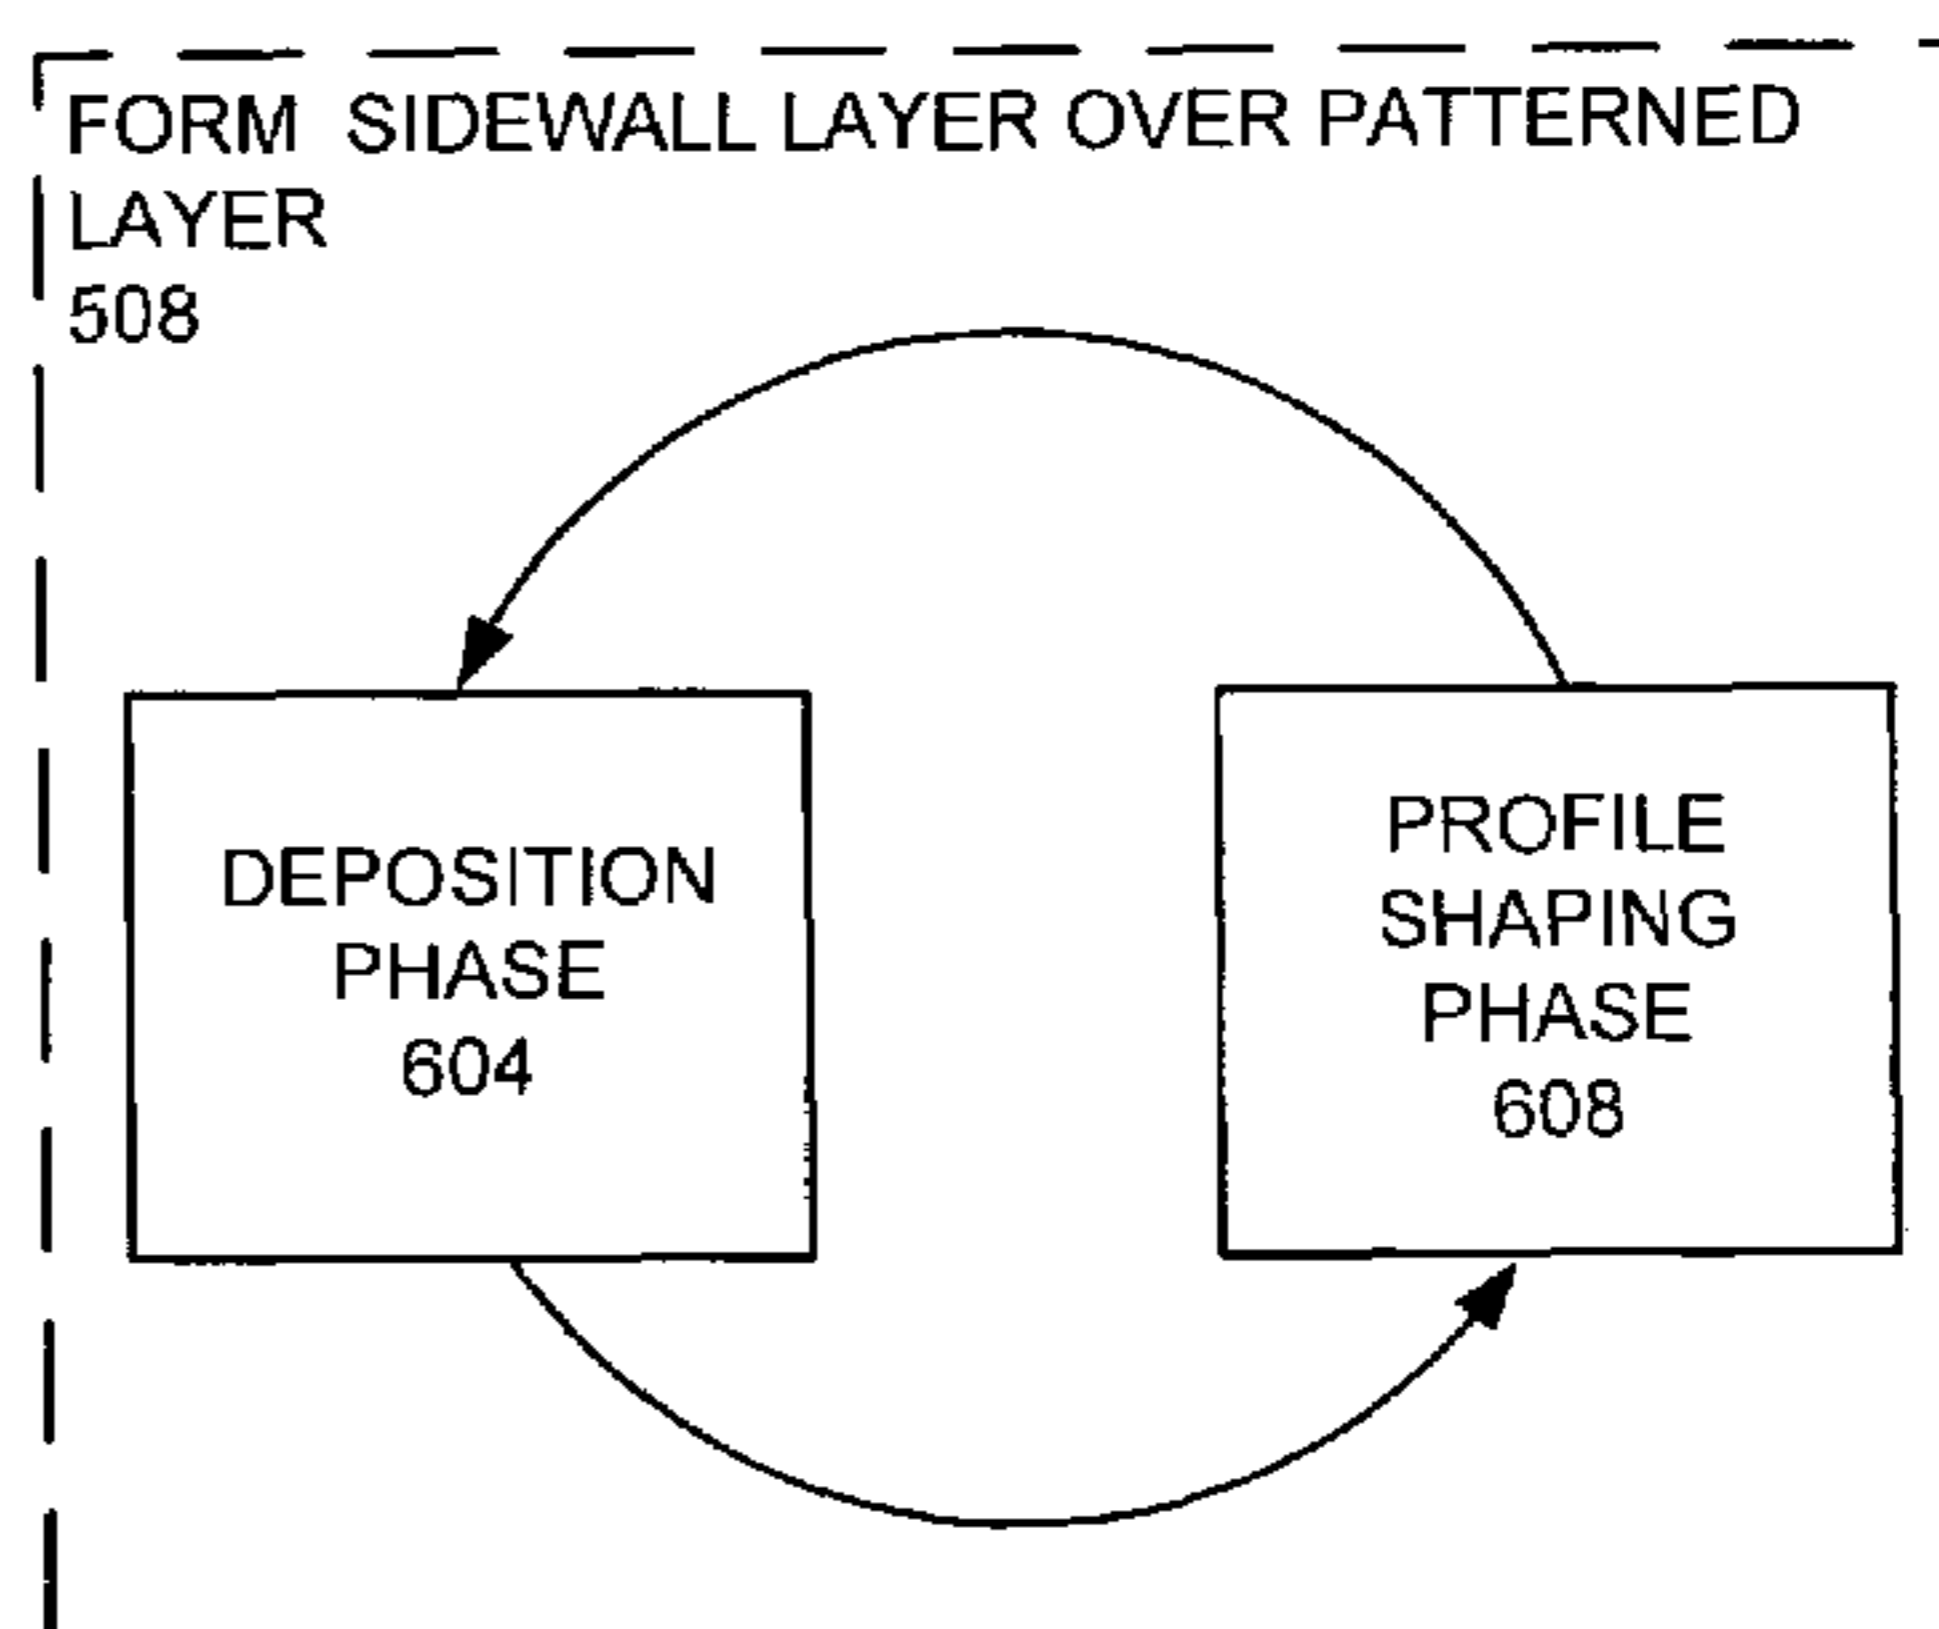 FORM SIDEWALL LAYER OVER PATTERNED
LAYER
508
DEPOSITION
PHASE
604
PROFILE
SHAPING
PHASE
608